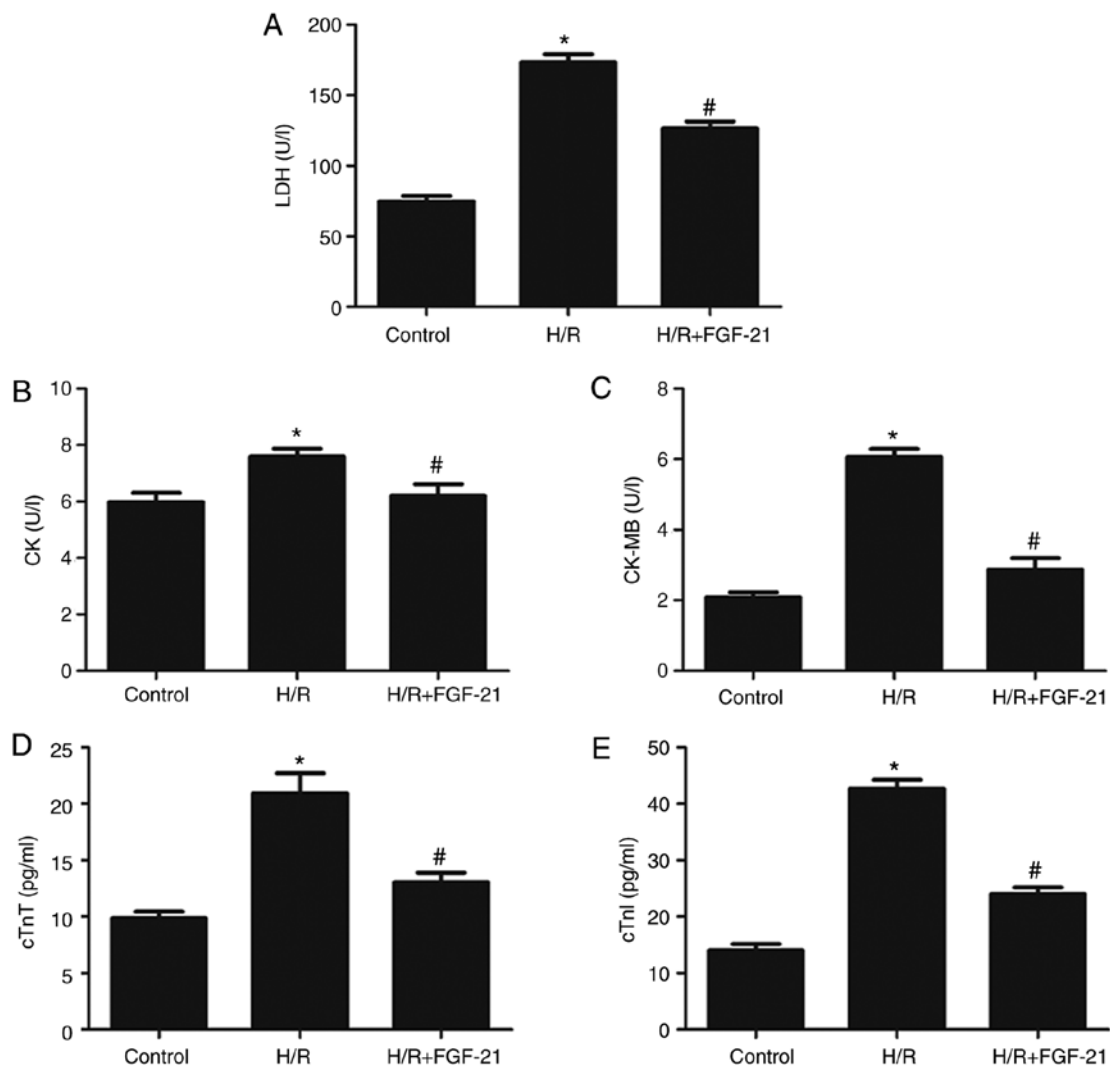 A
200
150
100
50
0
LDH (U/l)
*
#
Control H/R H/R+FGF-21
B
10
8
6
4
2
0
CK (U/l)
*
#
Control H/R H/R+FGF-21
C
8
6
4
2
0
CK-MB (U/l)
*
#
Control H/R H/R+FGF-21
D
25
20
15
10
5
0
cTnT (pg/ml)
*
#
Control H/R H/R+FGF-21
E
50
40
30
20
10
0
cTnI (pg/ml)
*
#
Control H/R H/R+FGF-21